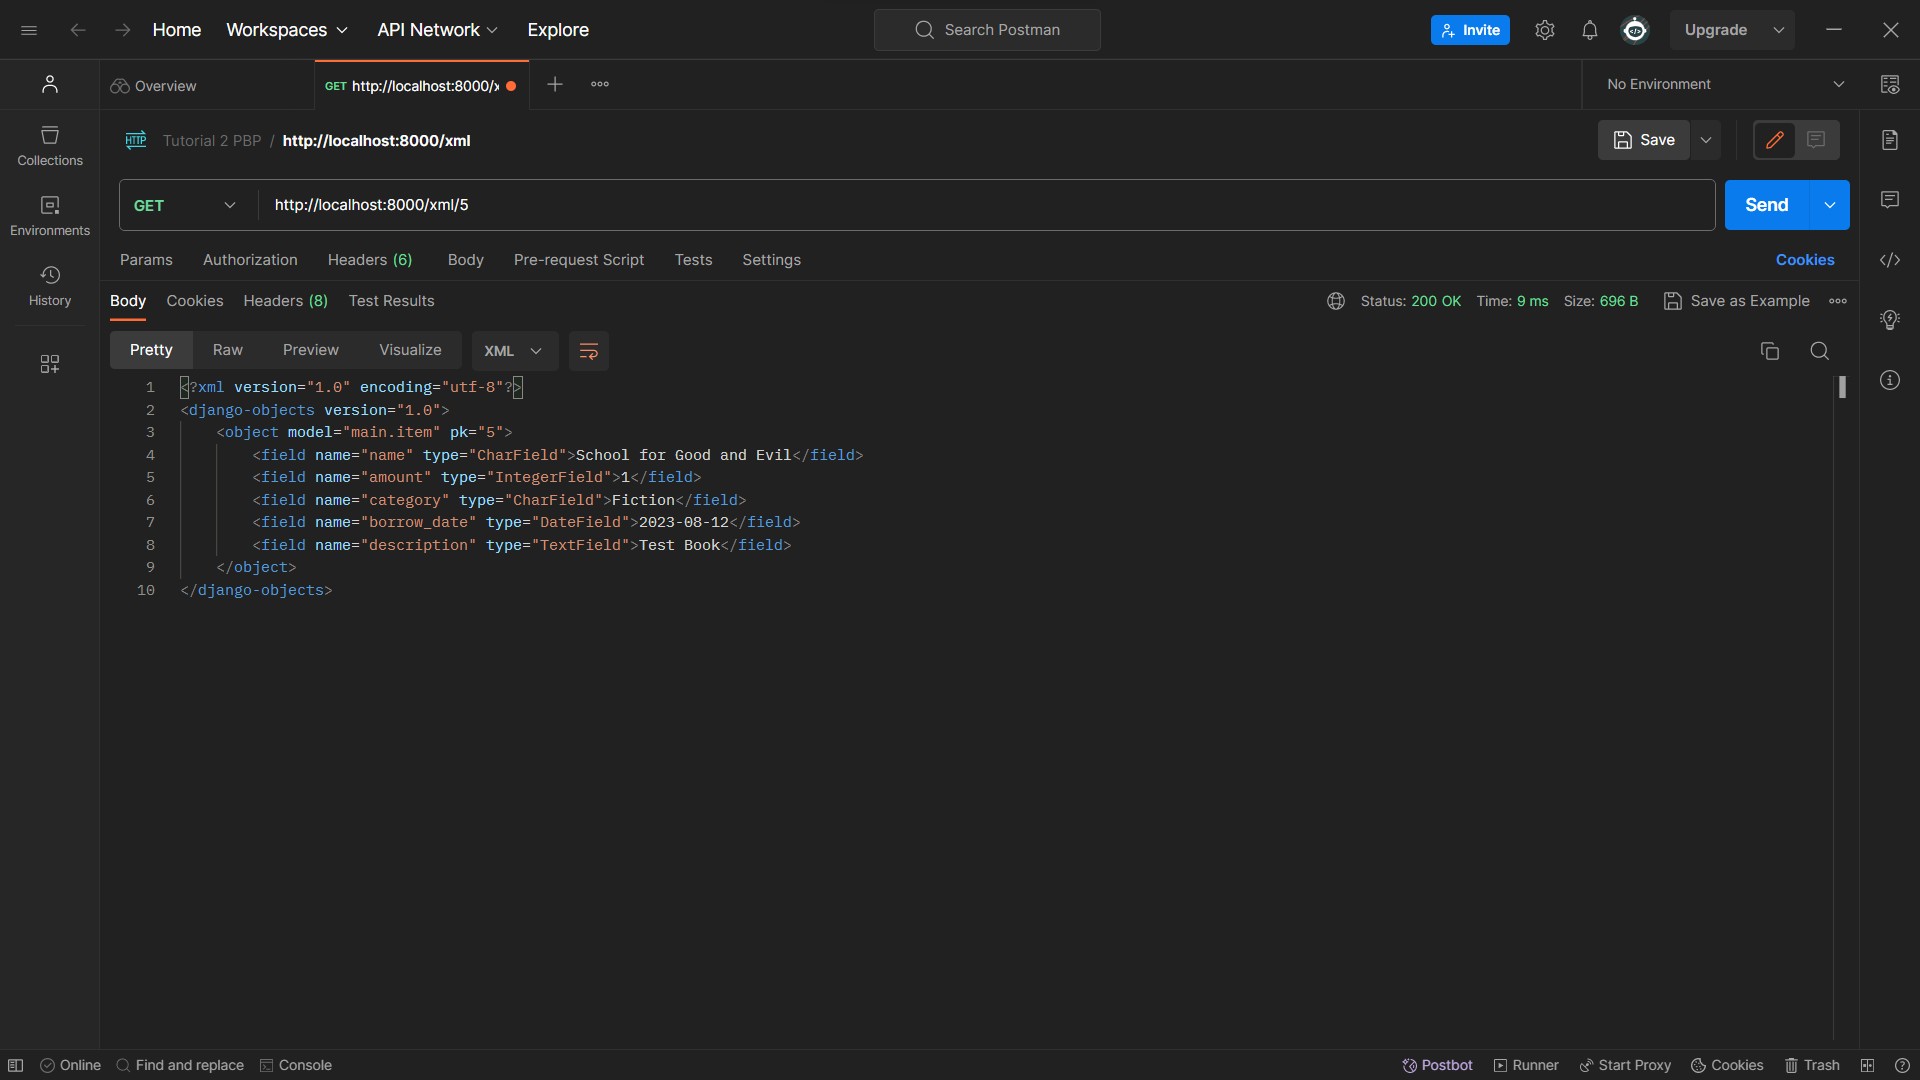 Home Workspaces API Network Explore Search Postman Invite Upgrade
Overview GET http://localhost:8000/x No Environment
HTTP Tutorial 2 PBP / http://localhost:8000/xml Save
Collections
Environments
History
GET http://localhost:8000/xml/5 Send
Params Authorization Headers (6) Body Pre-request Script Tests Settings Cookies
Body Cookies Headers (8) Test Results Status: 200 OK Time: 9 ms Size: 696 B Save as Example
Pretty Raw Preview Visualize XML
1 <?xml version="1.0" encoding="utf-8"?>
2 <django-objects version="1.0">
3 <object model="main.item" pk="5">
4 <field name="name" type="CharField">School for Good and Evil</field>
5 <field name="amount" type="IntegerField">1</field>
6 <field name="category" type="CharField">Fiction</field>
7 <field name="borrow_date" type="DateField">2023-08-12</field>
8 <field name="description" type="TextField">Test Book</field>
9 </object>
10 </django-objects>
Online Find and replace Console Postbot Runner Start Proxy Cookies Trash